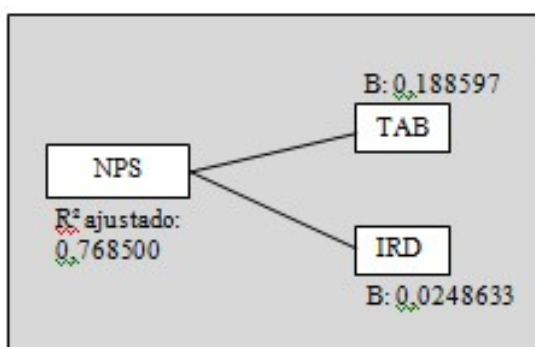 B: 0,188597
TAB
NPS
R² ajustado:
0,768500
IRD
B: 0,0248633